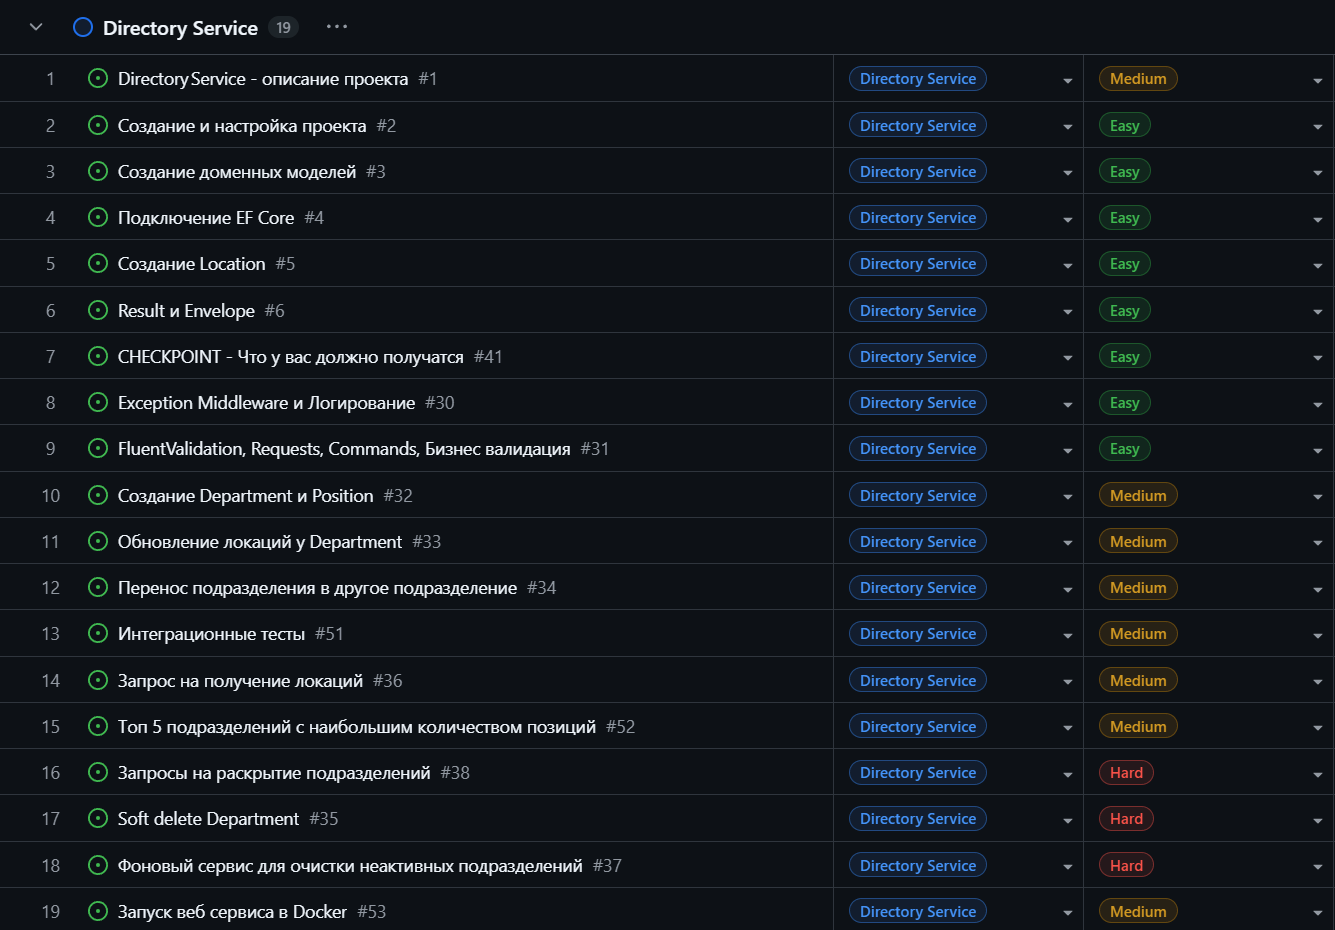 Directory Service 19 ...
1 Directory Service - описание проекта #1 Directory Service Medium
2 Создание и настройка проекта #2 Directory Service Easy
3 Создание доменных моделей #3 Directory Service Easy
4 Подключение EF Core #4 Directory Service Easy
5 Создание Location #5 Directory Service Easy
6 Result и Envelope #6 Directory Service Easy
7 CHECKPOINT - Что у вас должно получатся #41 Directory Service Easy
8 Exception Middleware и Логирование #30 Directory Service Easy
9 FluentValidation, Requests, Commands, Бизнес валидация #31 Directory Service Easy
10 Создание Department и Position #32 Directory Service Medium
11 Обновление локаций у Department #33 Directory Service Medium
12 Перенос подразделения в другое подразделение #34 Directory Service Medium
13 Интеграционные тесты #51 Directory Service Medium
14 Запрос на получение локаций #36 Directory Service Medium
15 Топ 5 подразделений с наибольшим количеством позиций #52 Directory Service Medium
16 Запросы на раскрытие подразделений #38 Directory Service Hard
17 Soft delete Department #35 Directory Service Hard
18 Фоновый сервис для очистки неактивных подразделений #37 Directory Service Hard
19 Запуск веб сервиса в Docker #53 Directory Service Medium